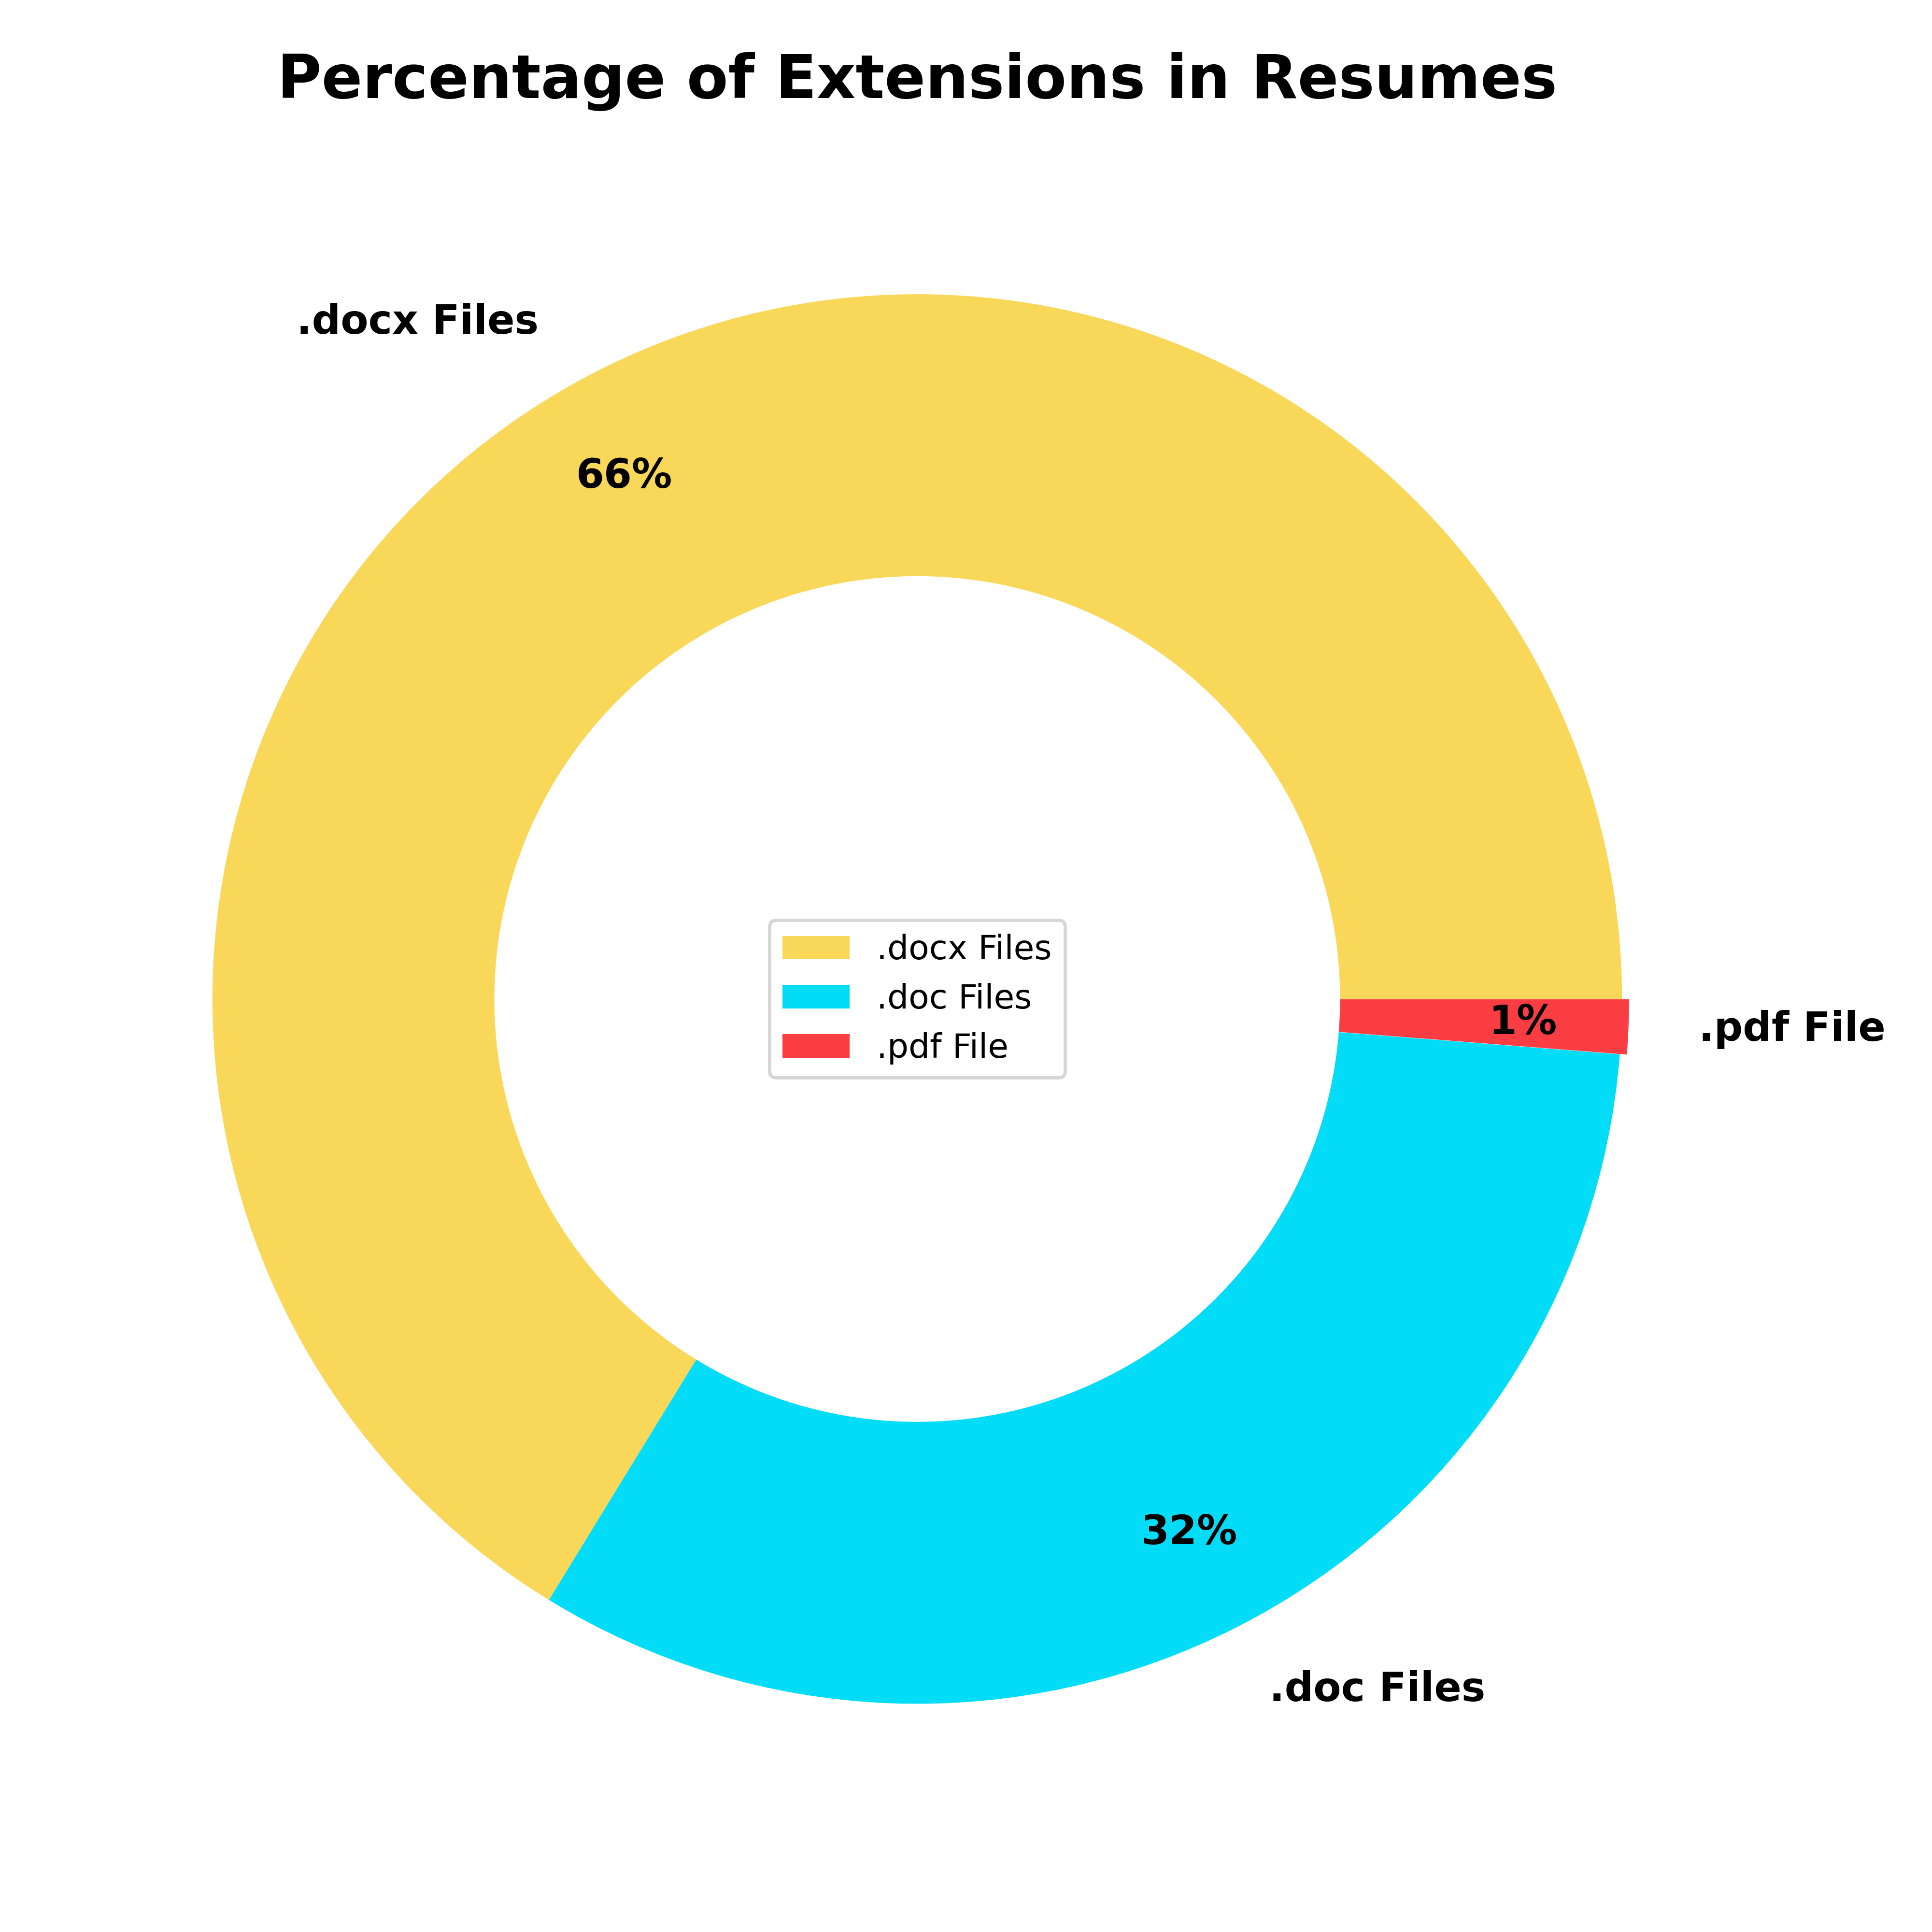 Percentage of Extensions in Resumes
.docx Files
66%
.docx Files
.doc Files
.pdf File
1%
.pdf File
32%
.doc Files